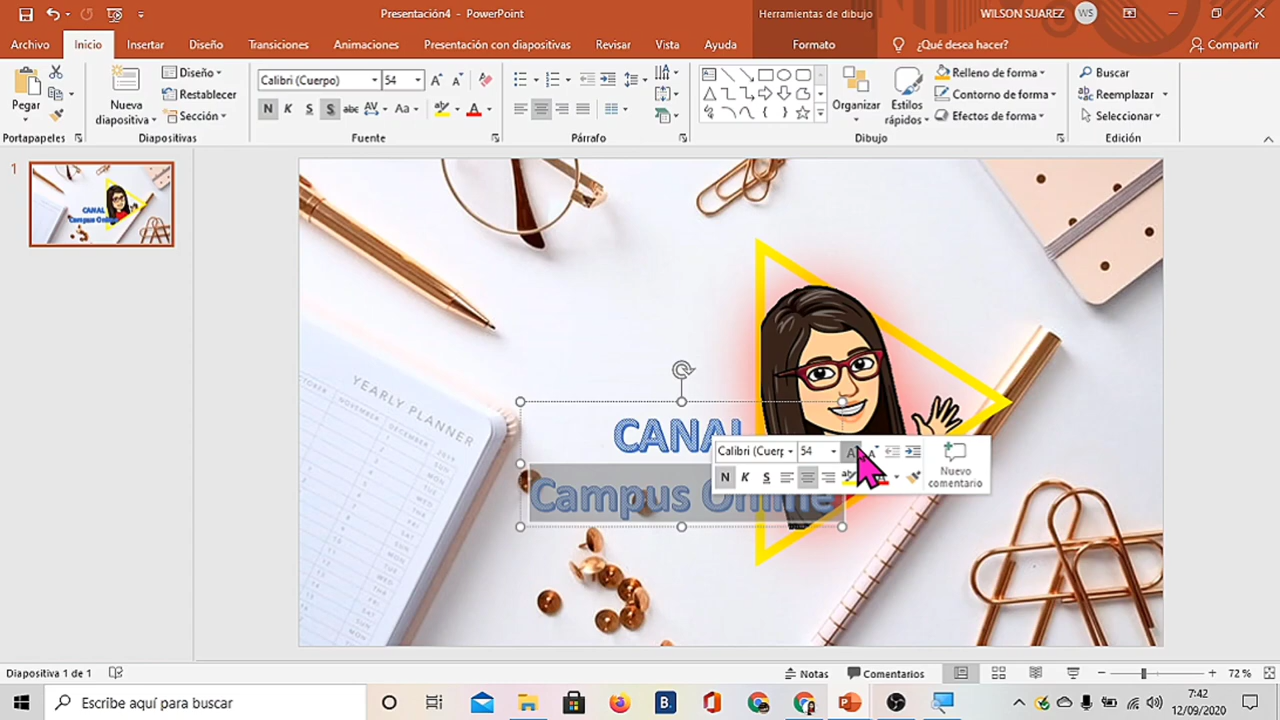 Presentación4 - PowerPoint
Herramientas de dibujo
WILSON SUAREZ
WS
Archivo
Inicio
Insertar
Diseño
Transiciones
Animaciones
Presentación con diapositivas
Revisar
Vista
Ayuda
Formato
¿Qué desea hacer?
Compartir
Pegar
Portapapeles
Nueva
diapositiva
Diseño
Restablecer
Sección
Diapositivas
Calibri (Cuerpo)
54
N K S S abc AV Aa
Fuente
Párrafo
Organizar
Estilos
rápidos
Relleno de forma
Contorno de forma
Efectos de forma
Dibujo
Buscar
Reemplazar
Seleccionar
Edición
1
CANAL
Campus Online
YEARLY PLANNER
CANAL
Campus Online
Calibri (Cuerp
54
N K S
Nuevo
comentario
Diapositiva 1 de 1
Notas
Comentarios
72 %
Escribe aquí para buscar
7:42
12/09/2020